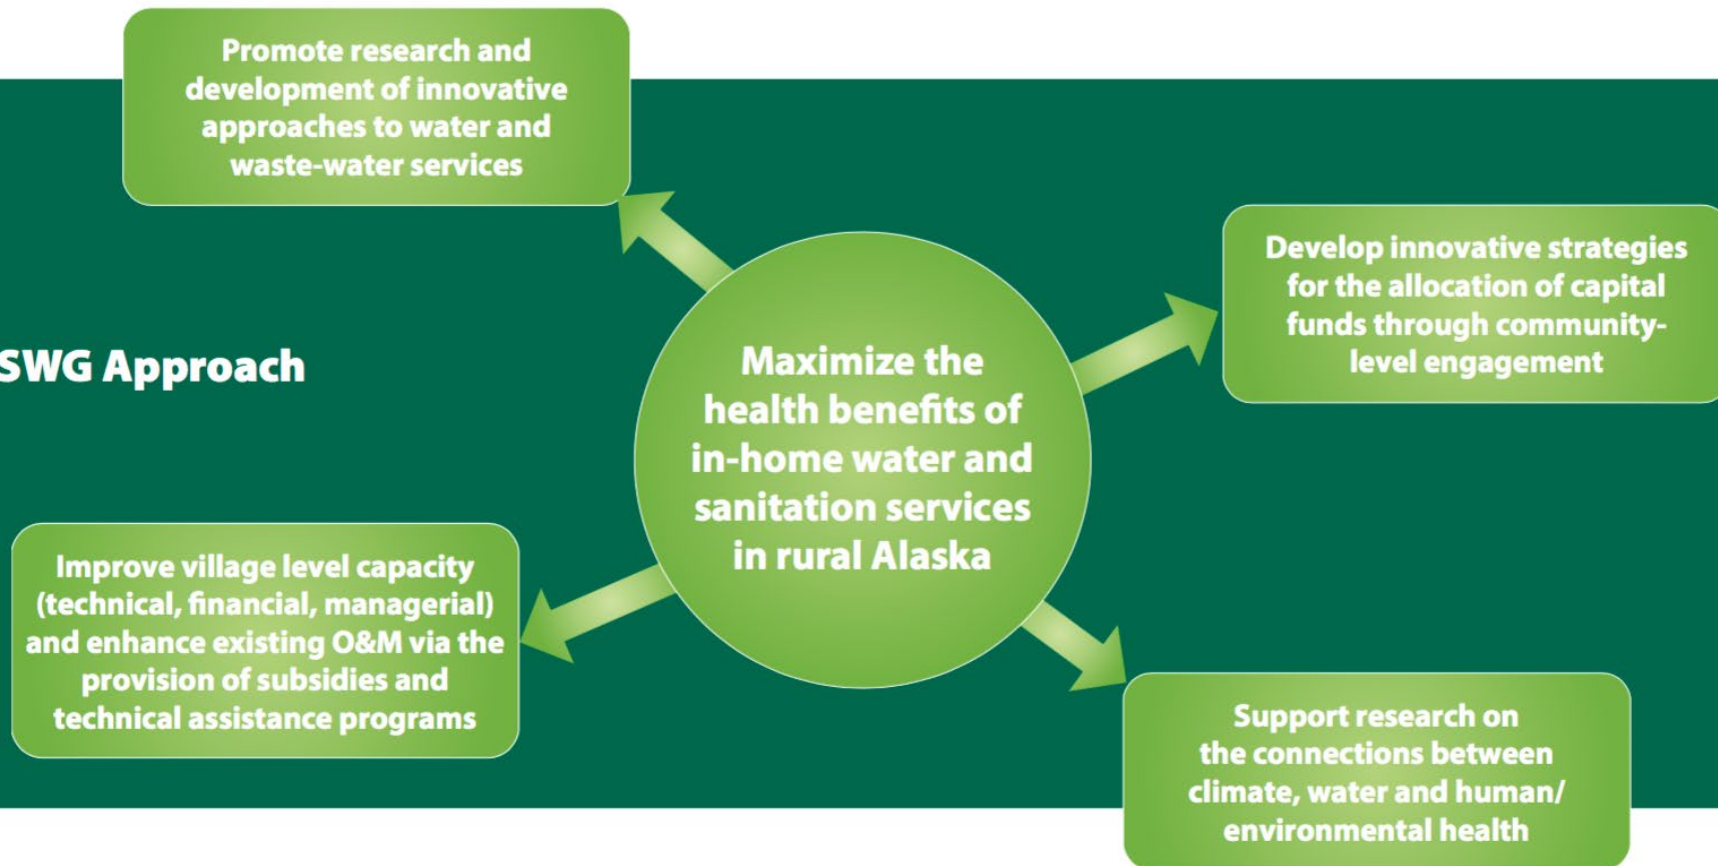 Promote research and
development of innovative
approaches to water and
waste-water services
Develop innovative strategies
for the allocation of capital
funds through community-
level engagement
SWG Approach
Maximize the
health benefits of
in-home water and
sanitation services
in rural Alaska
Improve village level capacity
(technical, financial, managerial)
and enhance existing O&M via the
provision of subsidies and
technical assistance programs
Support research on
the connections between
climate, water and human/
environmental health